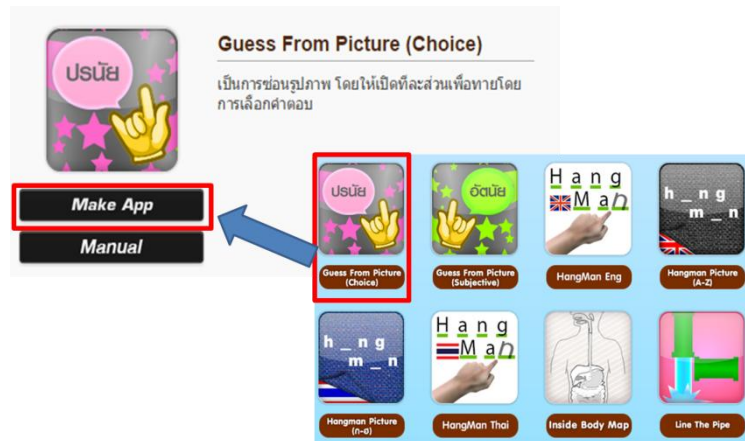 Guess From Picture (Choice)
ปรนัย
เป็นการซ่อนรูปภาพ โดยให้เปิดทีละส่วนเพื่อทายโดย
การเลือกคำตอบ
Make App
Manual
ปรนัย
Guess From Picture
(Choice)
อัตนัย
Guess From Picture
(Subjective)
Hang
Man
HangMan Eng
h _ n g
m _ n
Hangman Picture
(A-Z)
h _ n g
m _ n
Hangman Picture
(ก-ฮ)
Hang
Man
HangMan Thai
Inside Body Map
Line The Pipe